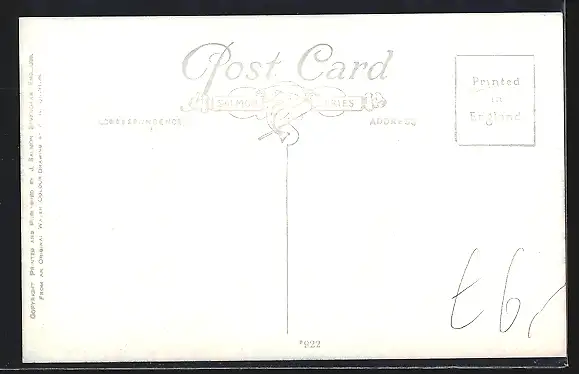 Post Card
SALMON SERIES
CORRESPONDENCE
ADDRESS
Printed
in
England
COPYRIGHT PRINTED AND PUBLISHED BY J. SALMON SEVENOAKS ENGLAND.
FROM AN ORIGINAL WATER COLOUR DRAWING BY
*922
£6,